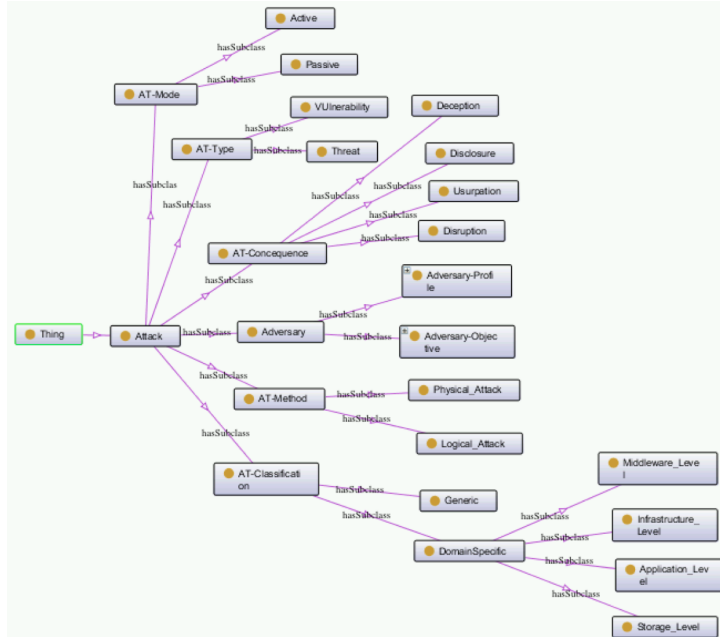 Active
hasSubclass
Passive
hasSubclass
AT-Mode
VUlnerability
Deception
hasSubclass
AT-Type
hasSubclass
Threat
Disclosure
hasSubclas
hasSubclass
hasSubclass
Usurpation
hasSubclass
hasSubclass
Disruption
hasSubclass
AT-Concequence
Adversary-Profi
le
hasSubclass
Thing
Attack
hasSubclass
Adversary
hasSubclass
Adversary-Objec
tive
hasSubclass
Physical_Attack
hasSubclass
AT-Method
hasSubclass
Logical_Attack
hasSubclass
Middleware_Leve
l
AT-Classificati
on
hasSubclass
Generic
hasSubclass
hasSubclass
Infrastructure_
Level
hasSubclass
DomainSpecific
hasSubclass
Application_Lev
el
hasSubclass
Storage_Level